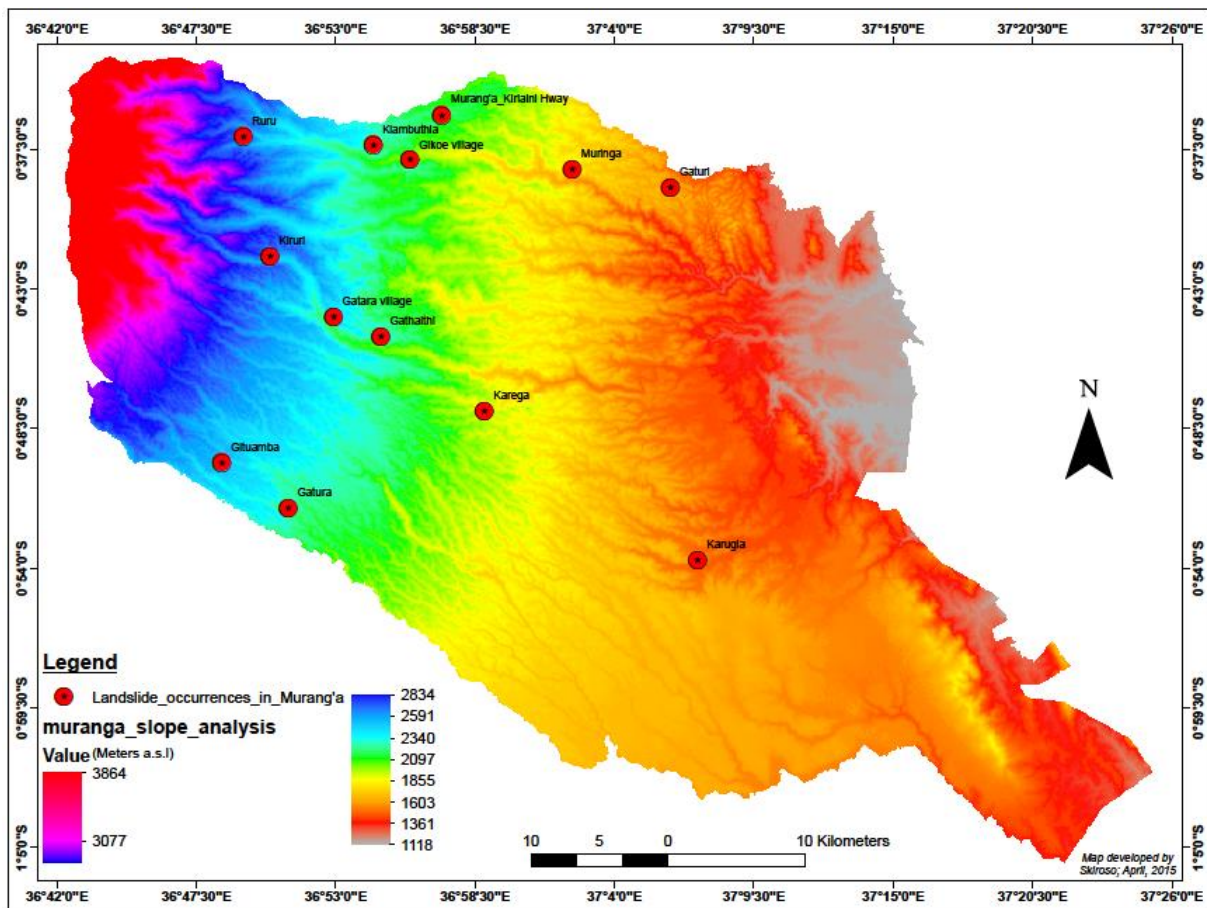 36°42'0"E 36°47'30"E 36°53'0"E 36°58'30"E 37°4'0"E 37°9'30"E 37°15'0"E 37°20'30"E 37°26'0"E
Murang'a_Kiriaini Hway
Ruru
Kiambuthia
Gikoe village
0°37'30"S
0°37'30"S
Muringa
Gaturi
Kiruri
0°43'0"S
0°43'0"S
Gatara village
Gathaithi
N
Karega
0°48'30"S
0°48'30"S
Gituamba
Gatura
Karugia
0°54'0"S
0°54'0"S
Legend
Landslide_occurrences_in_Murang'a
muranga_slope_analysis
Value (Meters a.s.l)
3864
3077
2834
2591
2340
2097
1855
1603
1361
1118
0°59'30"S
0°59'30"S
10 5 0 10 Kilometers
1°5'0"S
1°5'0"S
Map developed by
Skiroso; April, 2015
36°42'0"E 36°47'30"E 36°53'0"E 36°58'30"E 37°4'0"E 37°9'30"E 37°15'0"E 37°20'30"E 37°26'0"E